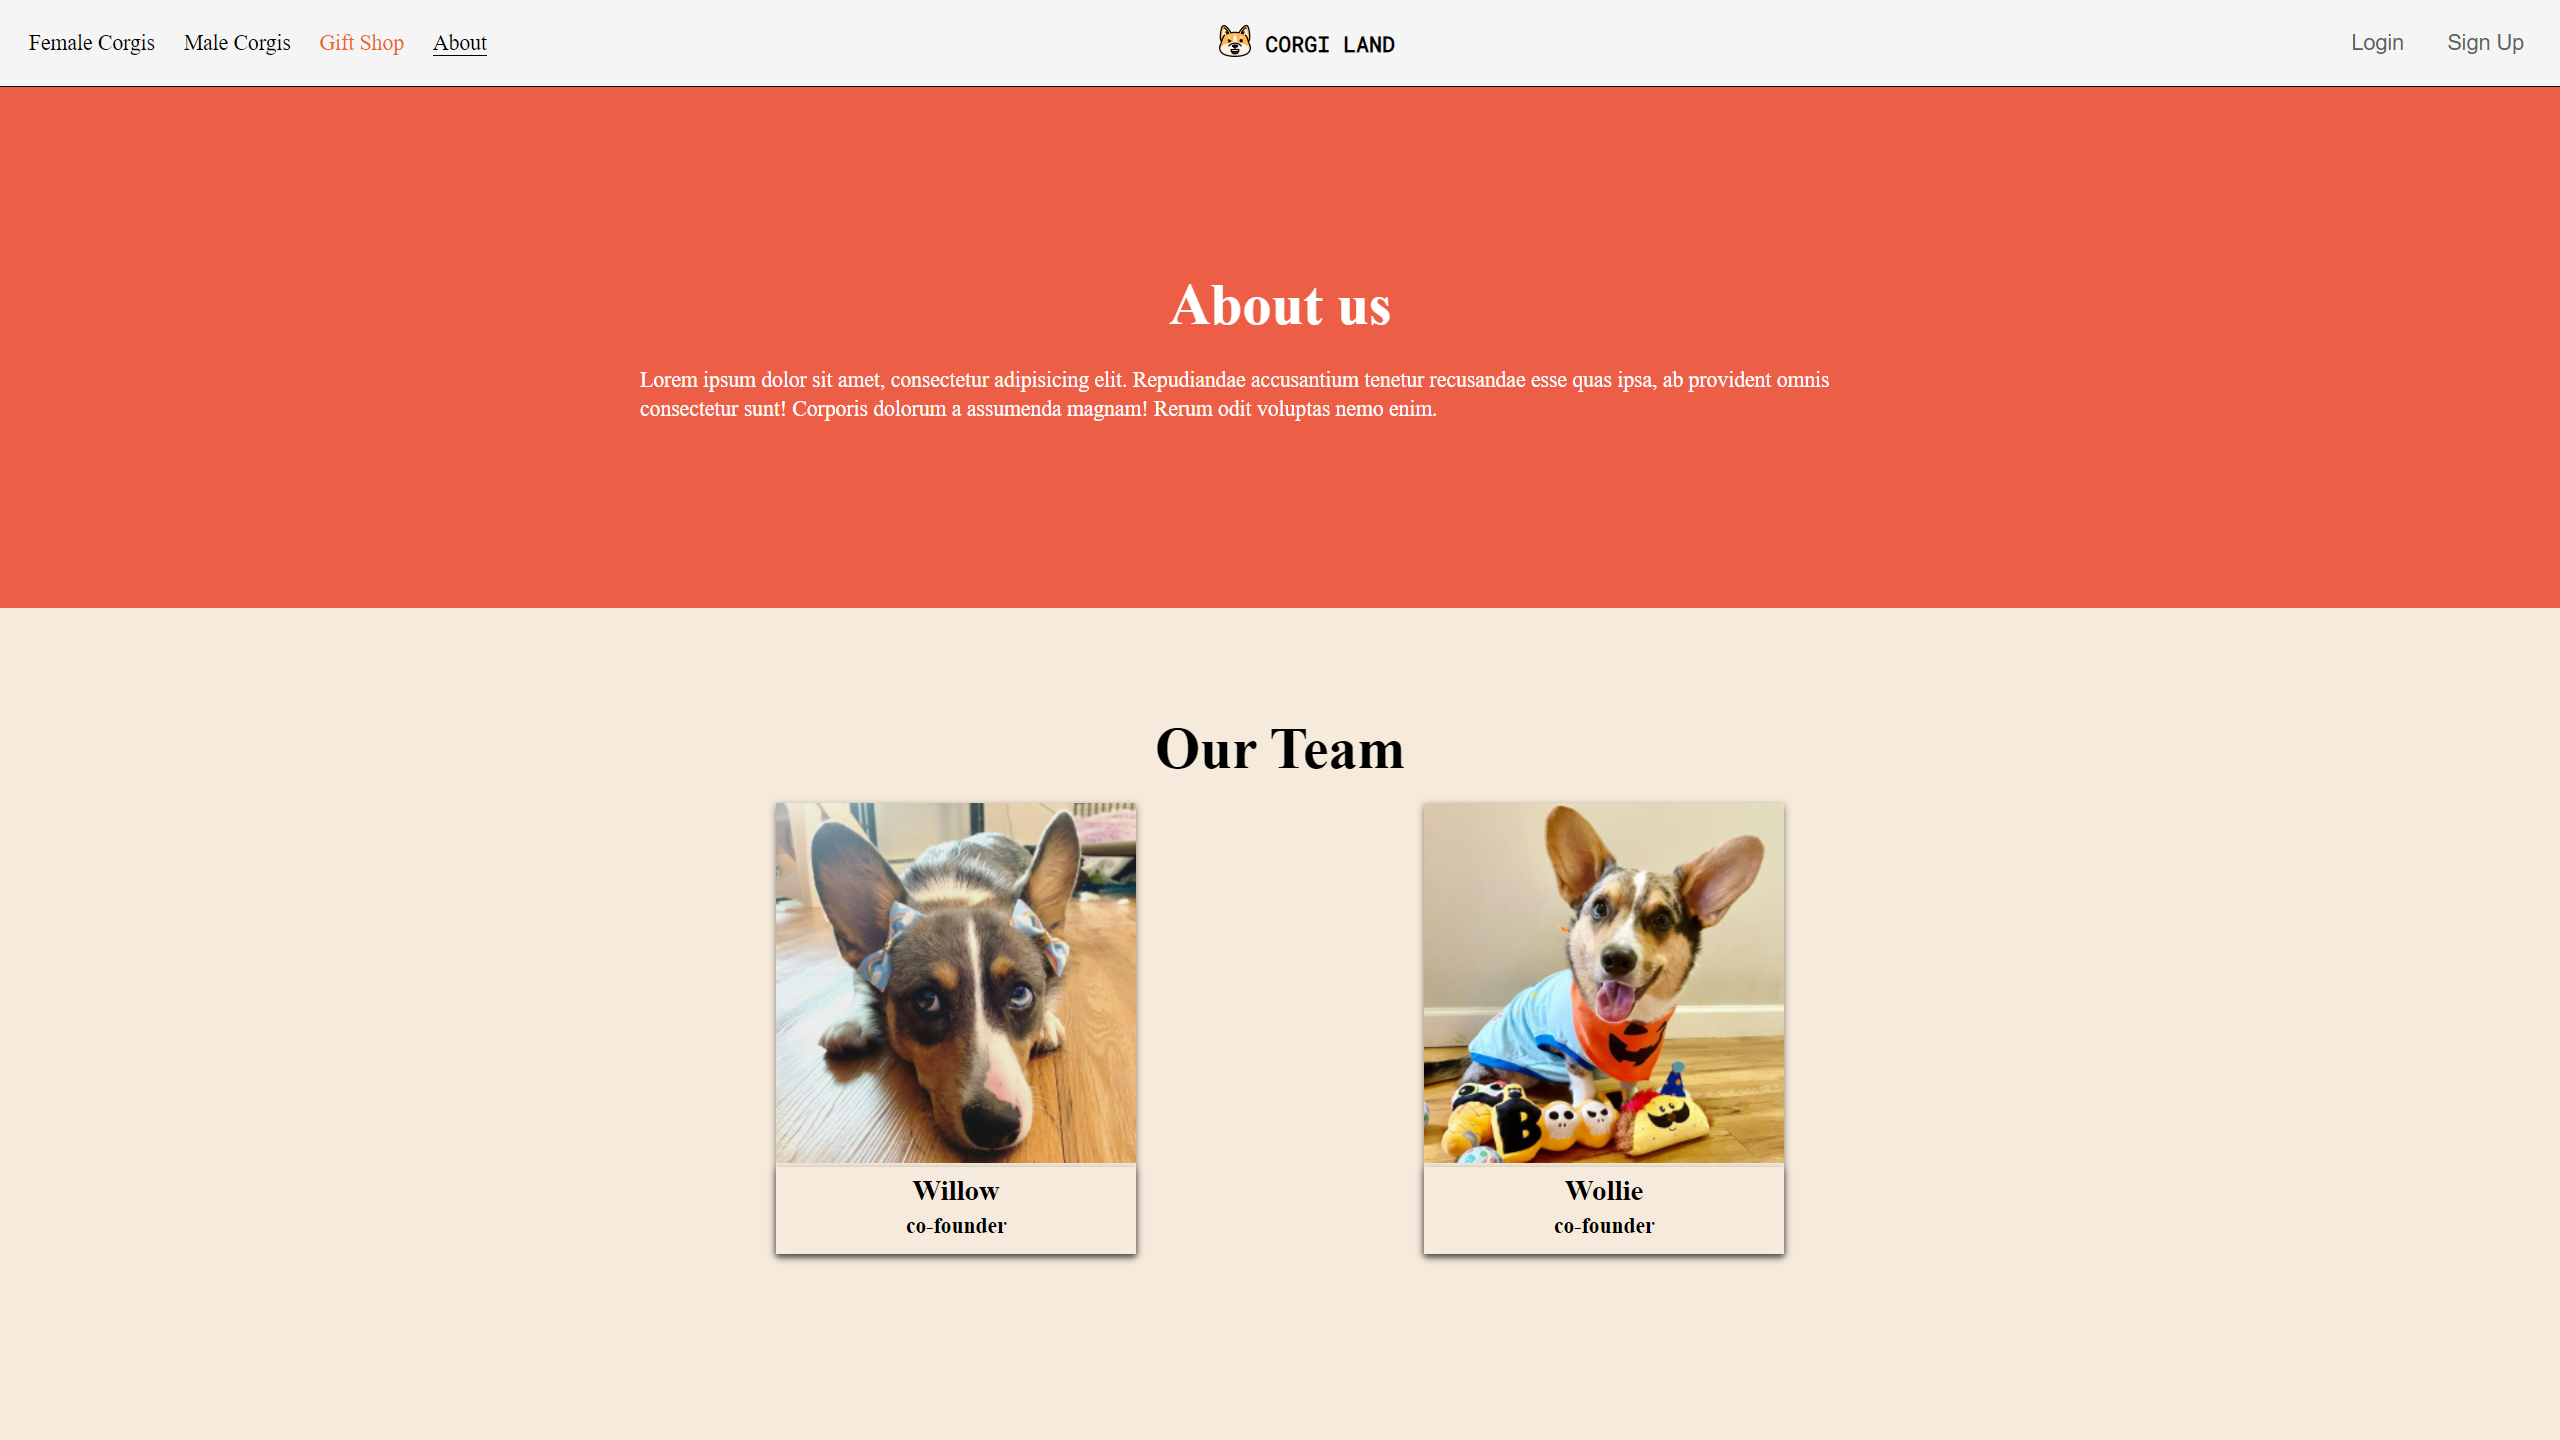 Female Corgis Male Corgis Gift Shop About
CORGI LAND
Login Sign Up
About us
Lorem ipsum dolor sit amet, consectetur adipisicing elit. Repudiandae accusantium tenetur recusandae esse quas ipsa, ab provident omnis
consectetur sunt! Corporis dolorum a assumenda magnam! Rerum odit voluptas nemo enim.
Our Team
B
Willow
co-founder
Wollie
co-founder